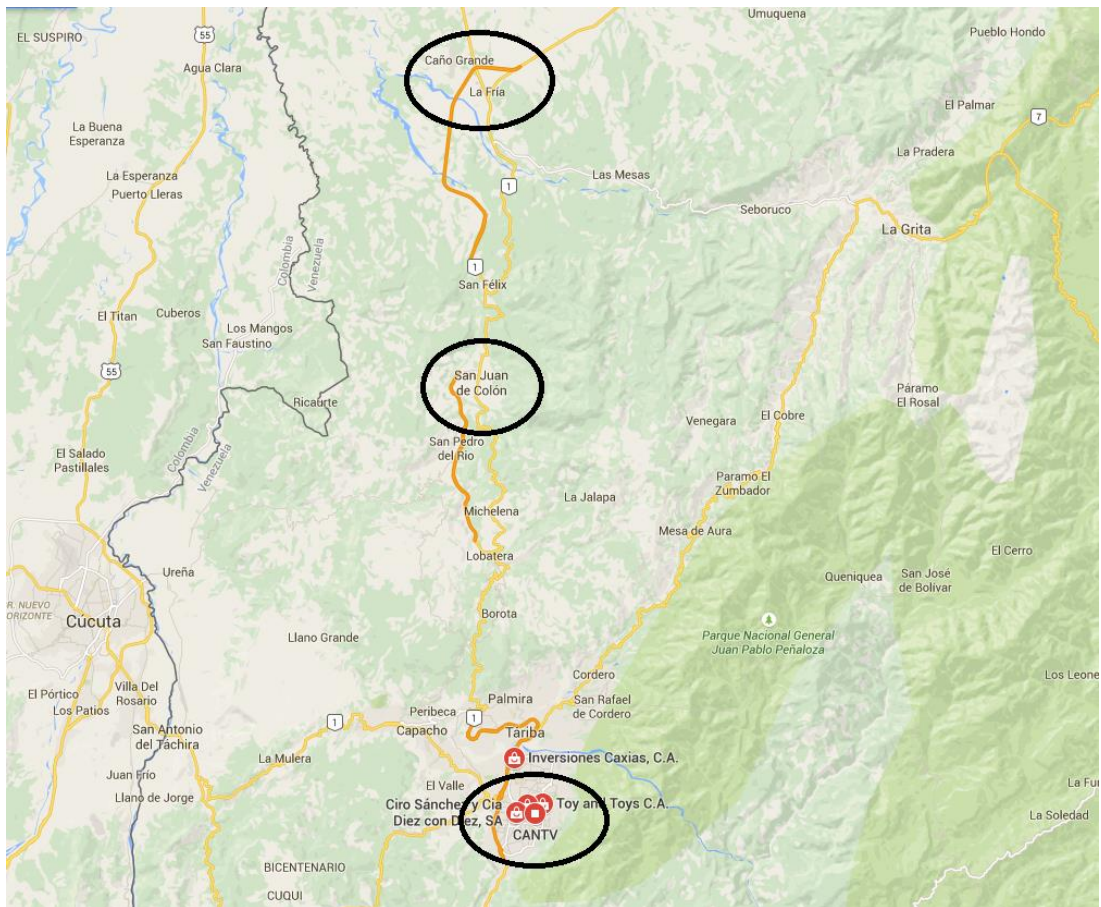 Umuquena
EL SUSPIRO
55
Pueblo Hondo
Agua Clara
Caño Grande
La Fría
El Palmar
7
La Buena
Esperanza
La Pradera
La Esperanza
Puerto Lleras
Las Mesas
1
Seboruco
La Grita
Colombia
Venezuela
1
San Félix
El Titan
Cuberos
Los Mangos
San Faustino
55
San Juan
de Colón
Páramo
El Rosal
Ricaurte
Venegara
El Cobre
Colombia
Venezuela
San Pedro
del Rio
El Salado
Pastillales
Paramo El
Zumbador
La Jalapa
Michelena
Mesa de Aura
Lobatera
El Cerro
Ureña
Queniquea
San José
de Bolívar
NUEVO
Cúcuta
Borota
Llano Grande
Parque Nacional General
Juan Pablo Peñaloza
Cordero
Los Leone
El Pórtico
Villa Del
Rosario
Los Patios
Palmira
San Rafael
de Cordero
Peribeca
1
1
Capacho
Táriba
San Antonio
del Táchira
La Mulera
Inversiones Caxias, C.A.
Juan Frío
El Valle
Llano de Jorge
Ciro Sánchez y Cia
Diez con Diez, SA
Toy and Toys C.A.
CANTV
La Fu
La Soledad
BICENTENARIO
CUQUI